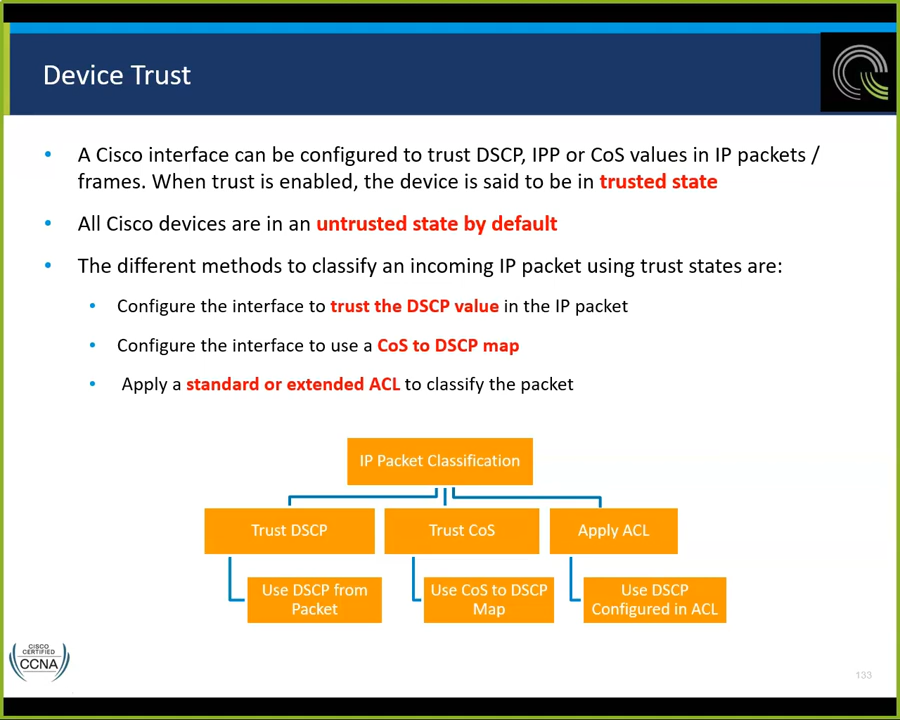 Device Trust
• A Cisco interface can be configured to trust DSCP, IPP or CoS values in IP packets /
frames. When trust is enabled, the device is said to be in trusted state
• All Cisco devices are in an untrusted state by default
• The different methods to classify an incoming IP packet using trust states are:
• Configure the interface to trust the DSCP value in the IP packet
• Configure the interface to use a CoS to DSCP map
• Apply a standard or extended ACL to classify the packet
IP Packet Classification
Trust DSCP
Trust CoS
Apply ACL
Use DSCP from
Packet
Use CoS to DSCP
Map
Use DSCP
Configured in ACL
CISCO
CERTIFIED
CCNA
133